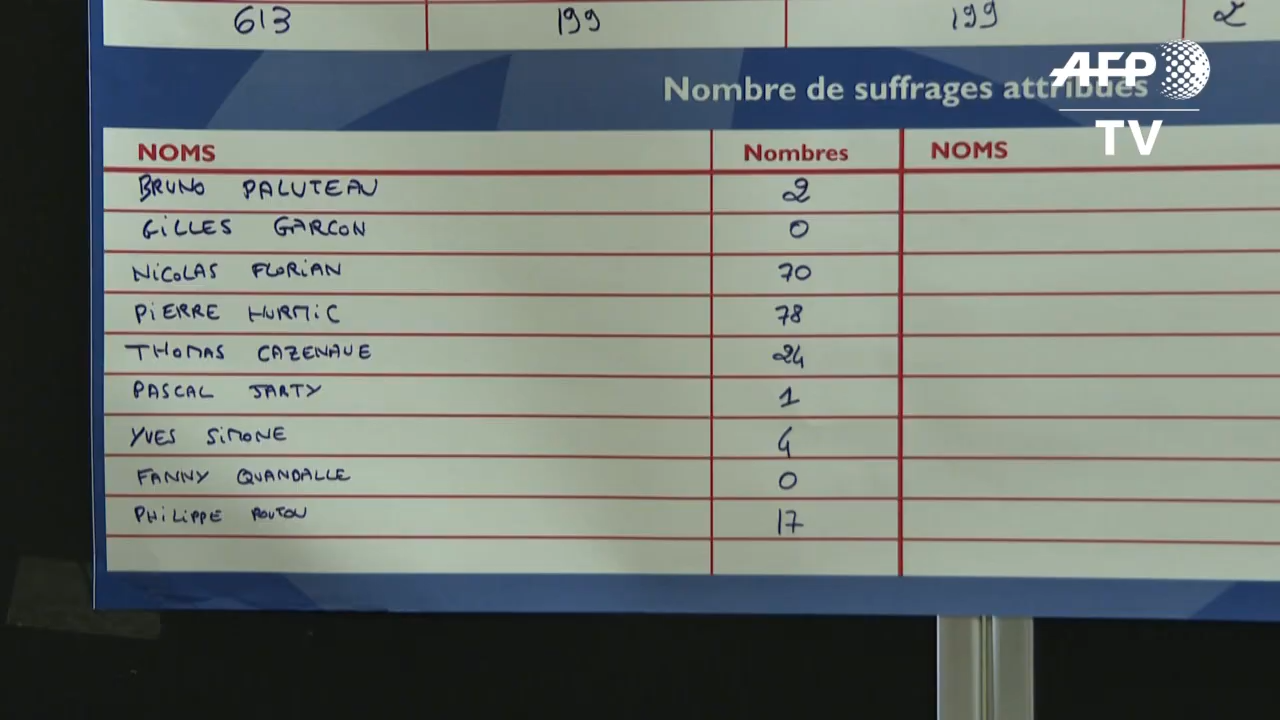 613 199 199 2
AFP
TV
Nombre de suffrages attribués
NOMS Nombres NOMS
BRUNO PALUTEAU 2
GILLES GARCON 0
NICOLAS FLORIAN 70
PIERRE HURMIC 78
THOMAS CAZENAVE 24
PASCAL JARTY 1
YVES SIMONE 4
FANNY QUANDALLE 0
PHILIPPE POUTOU 17